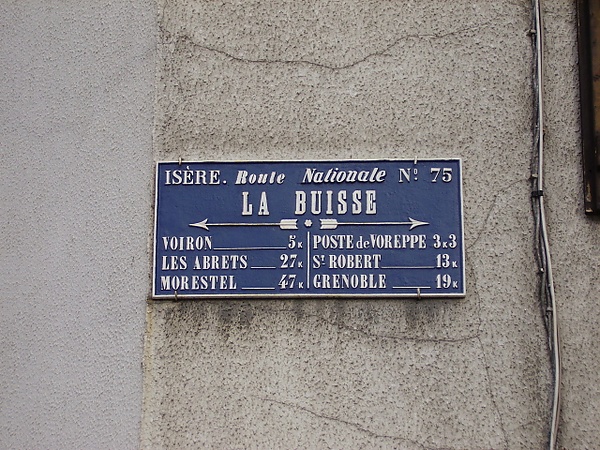 ISÈRE. Route Nationale No. 75
LA BUISSE
VOIRON 5K POSTE de VOREPPE 3K3
LES ABRETS 27K ST ROBERT 13K
MORESTEL 47K GRENOBLE 19K